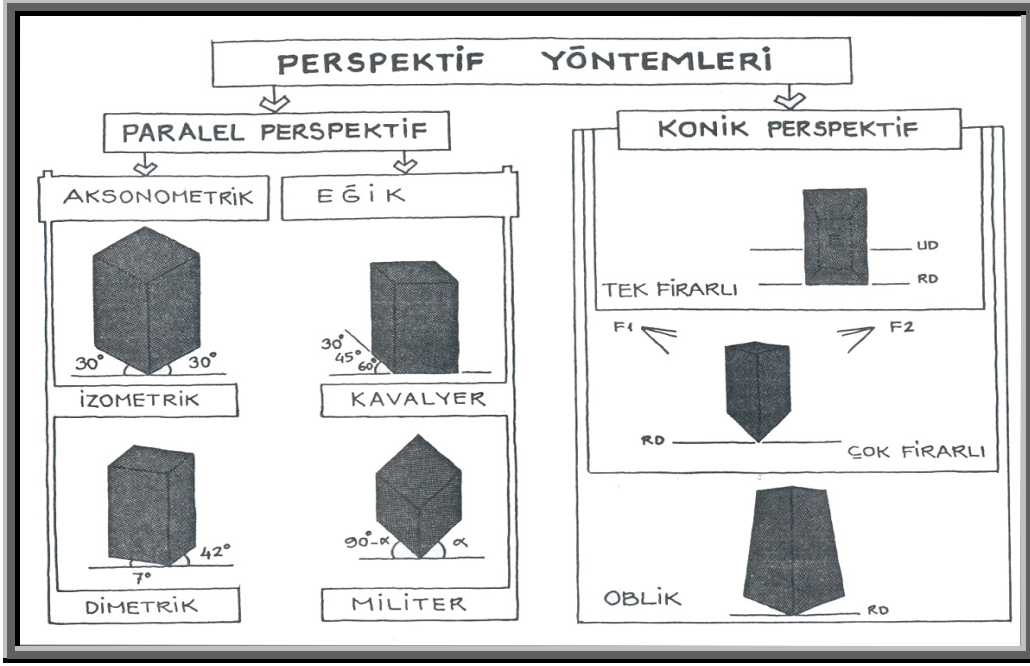 PERSPEKTİF YÖNTEMLERİ
PARALEL PERSPEKTİF
AKSONOMETRİK
EĞİK
30° 30°
İZOMETRİK
30°
45°
60°
KAVALYER
42°
7°
DİMETRİK
90°-α α
MİLİTER
KONİK PERSPEKTİF
UD
RD
TEK FİRARLI
F1 F2
RD
ÇOK FİRARLI
OBLİK
RD